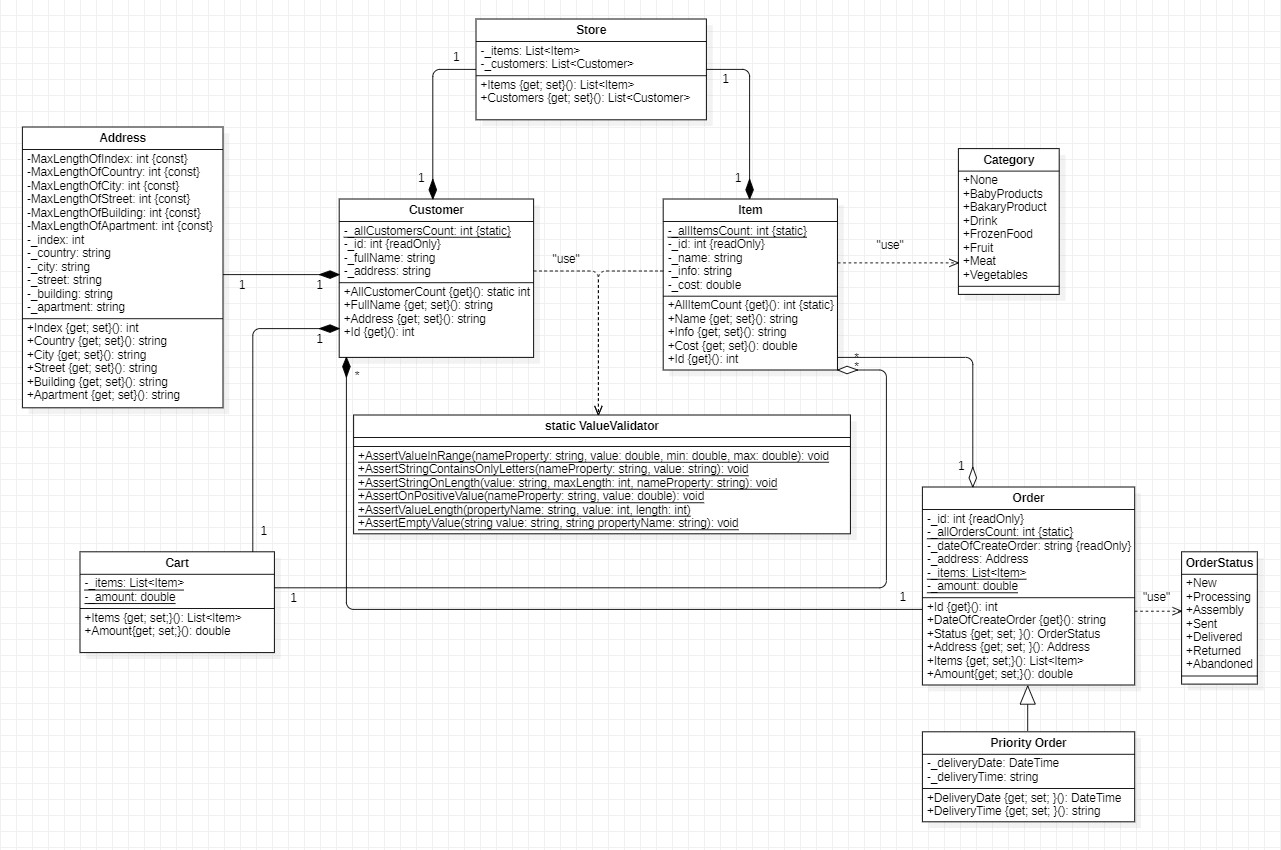 Store
-_items: List<Item>
-_customers: List<Customer>
+Items {get; set}(): List<Item>
+Customers {get; set}(): List<Customer>
1
1
1
1
Address
-MaxLengthOfIndex: int {const}
-MaxLengthOfCountry: int {const}
-MaxLengthOfCity: int {const}
-MaxLengthOfStreet: int {const}
-MaxLengthOfBuilding: int {const}
-MaxLengthOfApartment: int {const}
-_index: int
-_country: string
-_city: string
-_street: string
-_building: string
-_apartment: string
+Index {get; set}(): int
+Country {get; set}(): string
+City {get; set}(): string
+Street {get; set}(): string
+Building {get; set}(): string
+Apartment {get; set}(): string
1
1
1
Customer
-_allCustomersCount: int {static}
-_id: int {readOnly}
-_fullName: string
-_address: string
+AllCustomerCount {get}(): static int
+FullName {get; set}(): string
+Address {get; set}(): string
+Id {get}(): int
*
"use"
Item
-_allItemsCount: int {static}
-_id: int {readOnly}
-_name: string
-_info: string
-_cost: double
+AllItemCount {get}(): int {static}
+Name {get; set}(): string
+Info {get; set}(): string
+Cost {get; set}(): double
+Id {get}(): int
*
*
"use"
Category
+None
+BabyProducts
+BakaryProduct
+Drink
+FrozenFood
+Fruit
+Meat
+Vegetables
static ValueValidator
+AssertValueInRange(nameProperty: string, value: double, min: double, max: double): void
+AssertStringContainsOnlyLetters(nameProperty: string, value: string): void
+AssertStringOnLength(value: string, maxLength: int, nameProperty: string): void
+AssertOnPositiveValue(nameProperty: string, value: double): void
+AssertValueLength(propertyName: string, value: int, length: int)
+AssertEmptyValue(string value: string, string propertyName: string): void
1
Cart
-_items: List<Item>
-_amount: double
+Items {get; set;}(): List<Item>
+Amount{get; set;}(): double
1
1
1
Order
-_id: int {readOnly}
-_allOrdersCount: int {static}
-_dateOfCreateOrder: string {readOnly}
-_address: Address
-_items: List<Item>
-_amount: double
+Id {get}(): int
+DateOfCreateOrder {get}(): string
+Status {get; set; }(): OrderStatus
+Address {get; set; }(): Address
+Items {get; set;}(): List<Item>
+Amount{get; set;}(): double
"use"
OrderStatus
+New
+Processing
+Assembly
+Sent
+Delivered
+Returned
+Abandoned
Priority Order
-_deliveryDate: DateTime
-_deliveryTime: string
+DeliveryDate {get; set; }(): DateTime
+DeliveryTime {get; set; }(): string